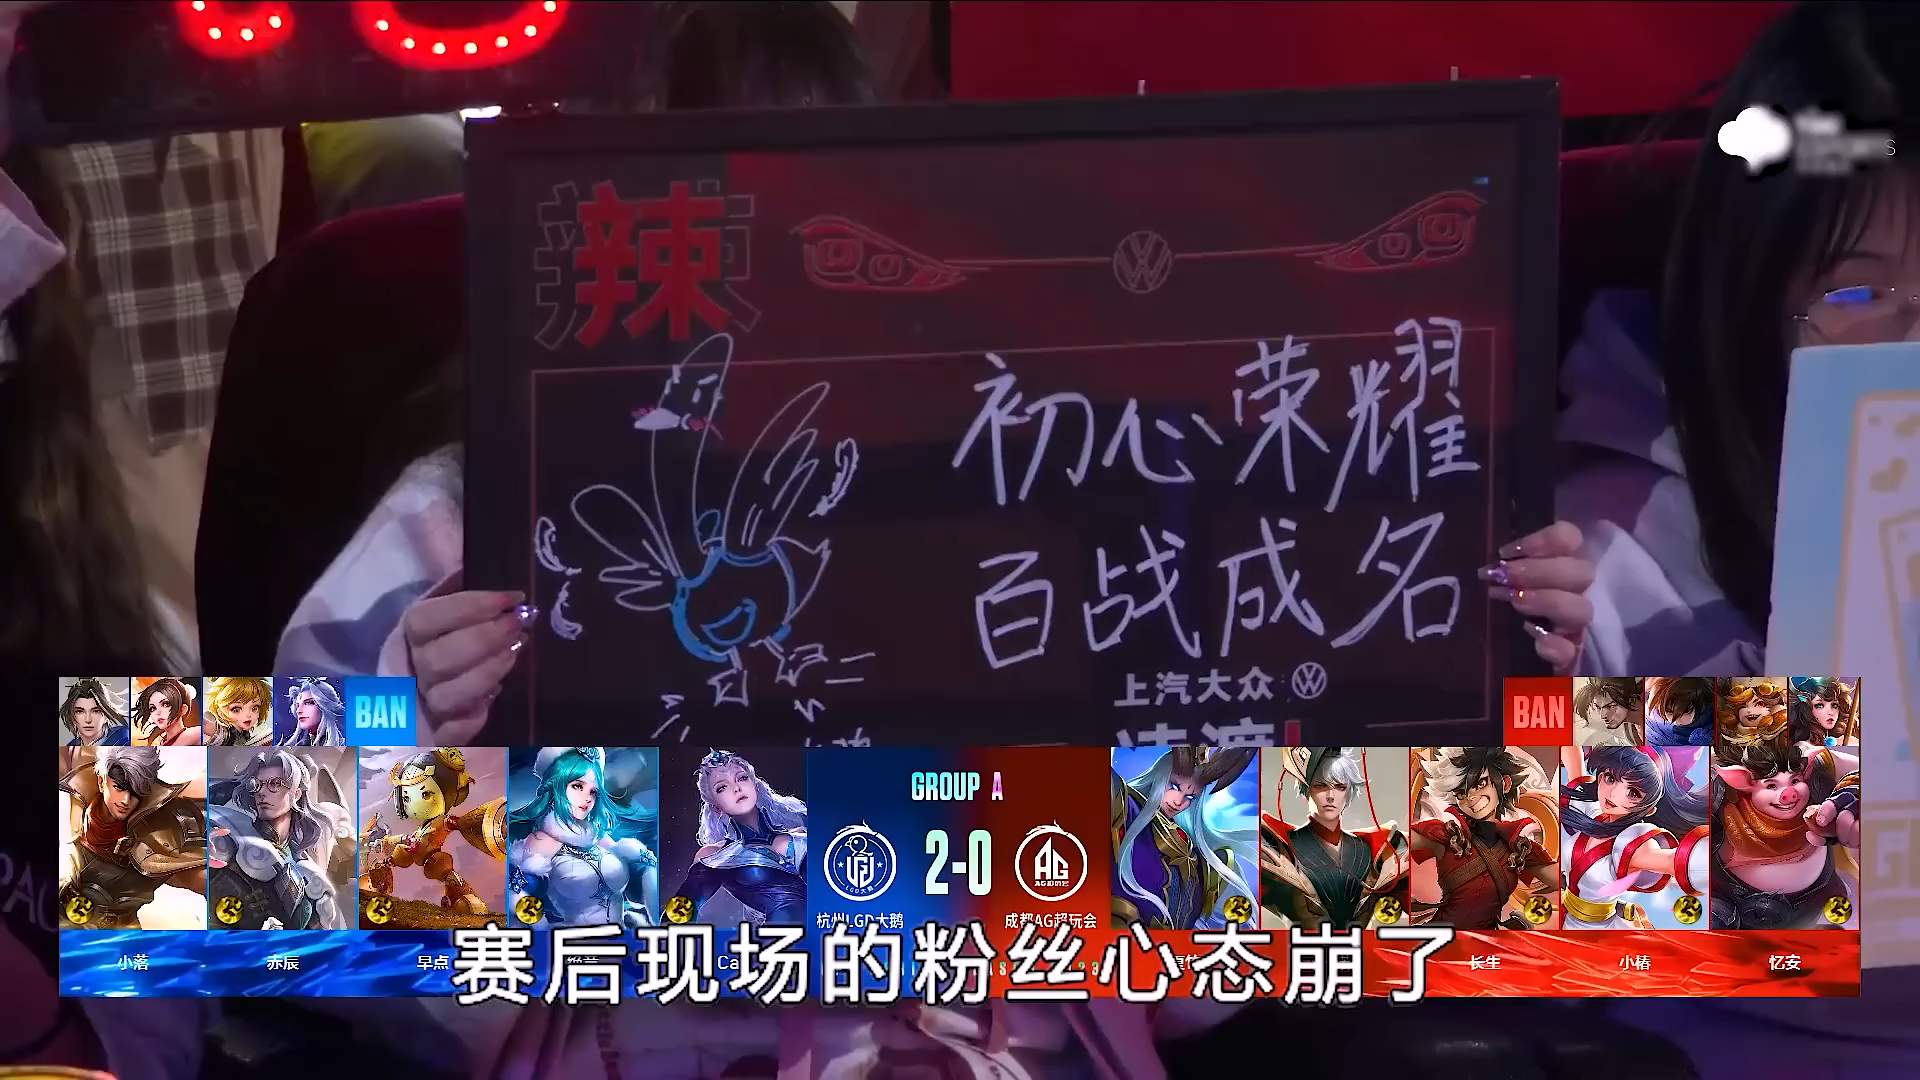 辣
初心荣耀
百战成名
上汽大众
BAN
BAN
GROUP A
2-0
杭州LGD大鹅
成都AG超玩会
小落
赤辰
早点
长生
小椿
忆安
赛后现场的粉丝心态崩了